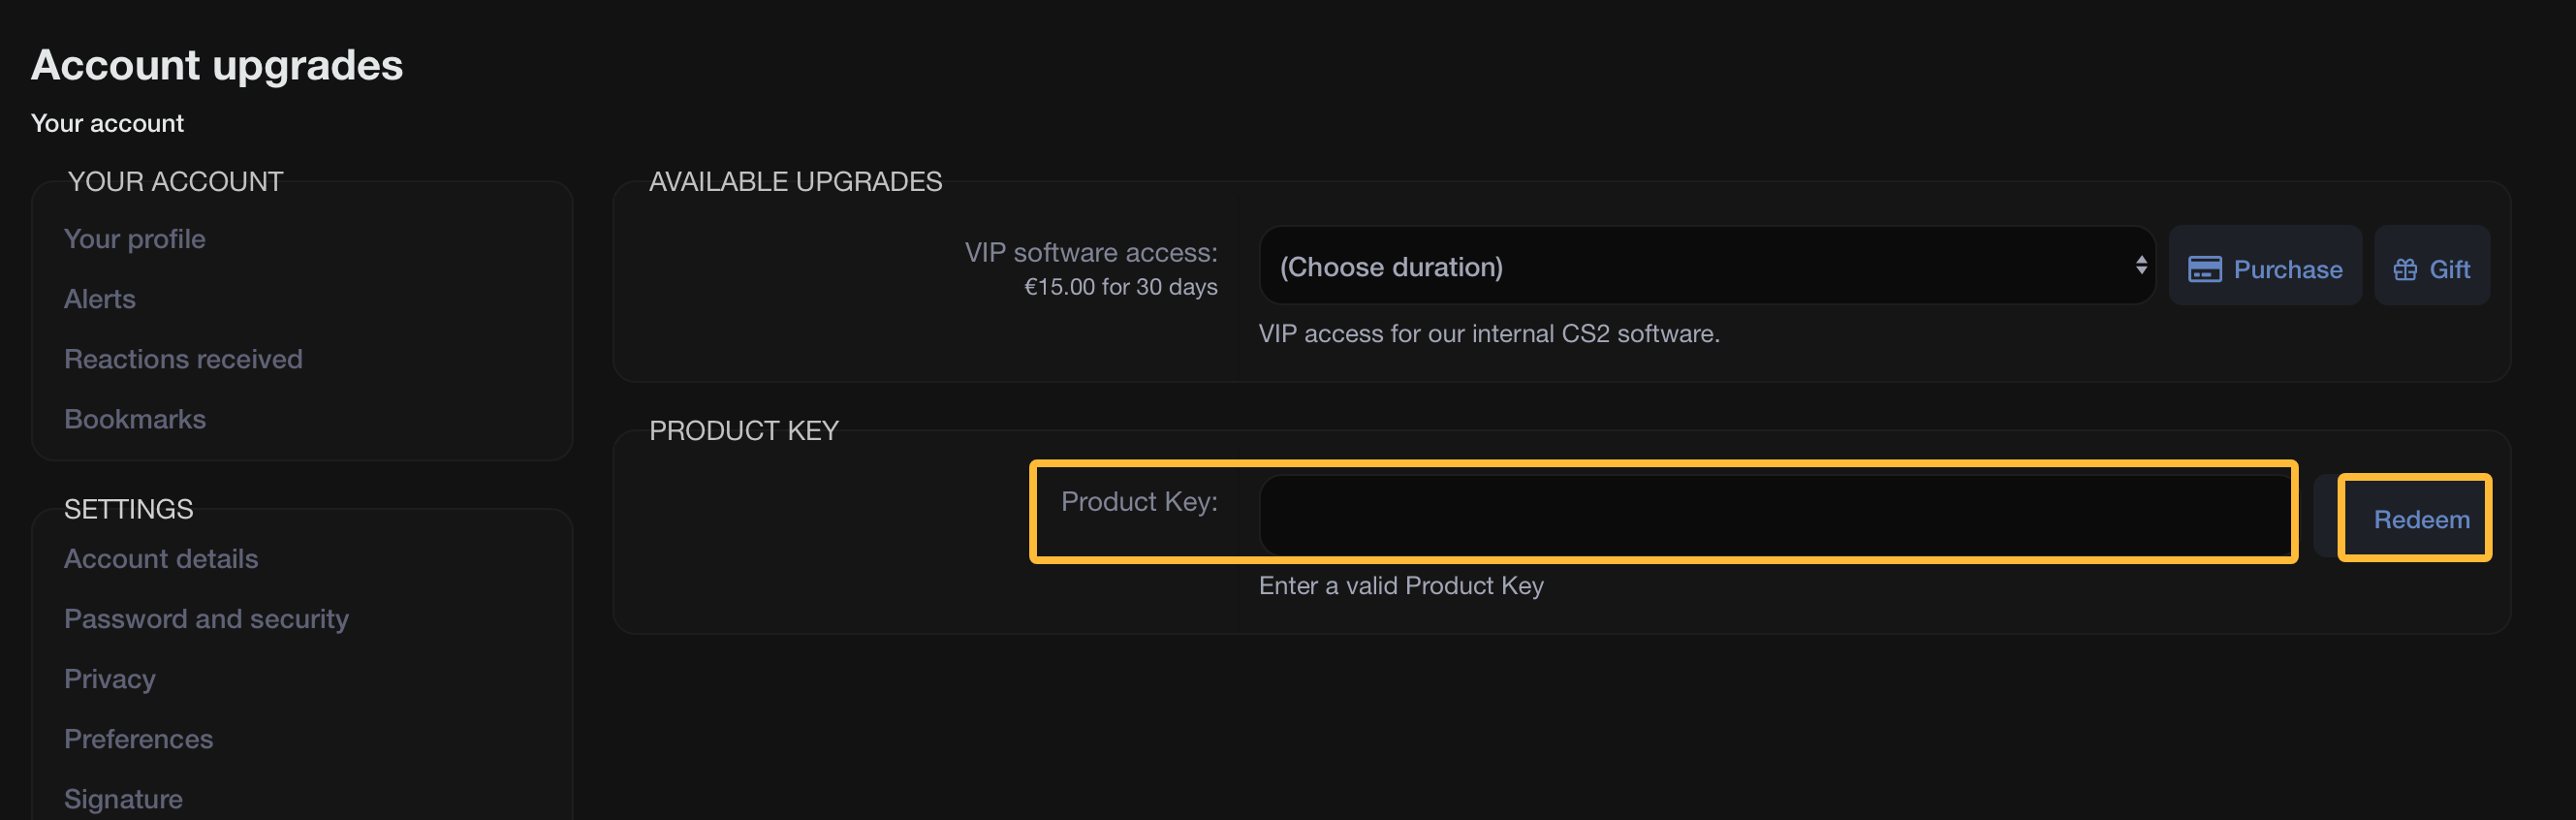 Account upgrades
Your account
YOUR ACCOUNT
Your profile
Alerts
Reactions received
Bookmarks
SETTINGS
Account details
Password and security
Privacy
Preferences
Signature
AVAILABLE UPGRADES
VIP software access:
€15.00 for 30 days
(Choose duration)
Purchase
Gift
VIP access for our internal CS2 software.
PRODUCT KEY
Product Key:
Redeem
Enter a valid Product Key